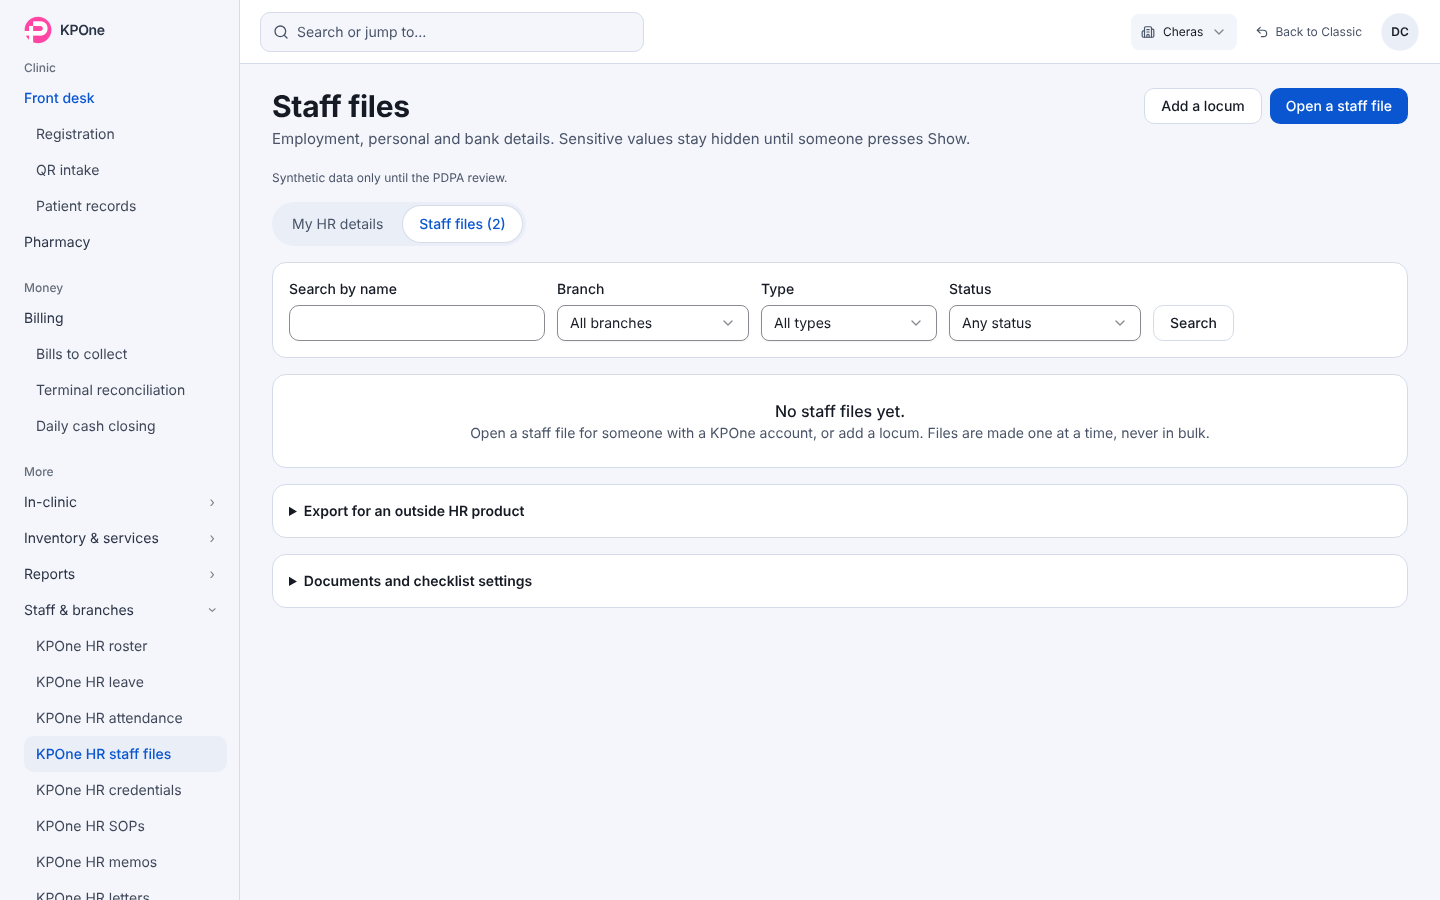 KPOne
Clinic
Front desk
Registration
QR intake
Patient records
Pharmacy
Money
Billing
Bills to collect
Terminal reconciliation
Daily cash closing
More
In-clinic
Inventory & services
Reports
Staff & branches
KPOne HR roster
KPOne HR leave
KPOne HR attendance
KPOne HR staff files
KPOne HR credentials
KPOne HR SOPs
KPOne HR memos
KPOne HR letters
Search or jump to...
Cheras
Back to Classic
DC
Staff files
Add a locum
Open a staff file
Employment, personal and bank details. Sensitive values stay hidden until someone presses Show.
Synthetic data only until the PDPA review.
My HR details
Staff files (2)
Search by name
Branch
Type
Status
All branches
All types
Any status
Search
No staff files yet.
Open a staff file for someone with a KPOne account, or add a locum. Files are made one at a time, never in bulk.
Export for an outside HR product
Documents and checklist settings